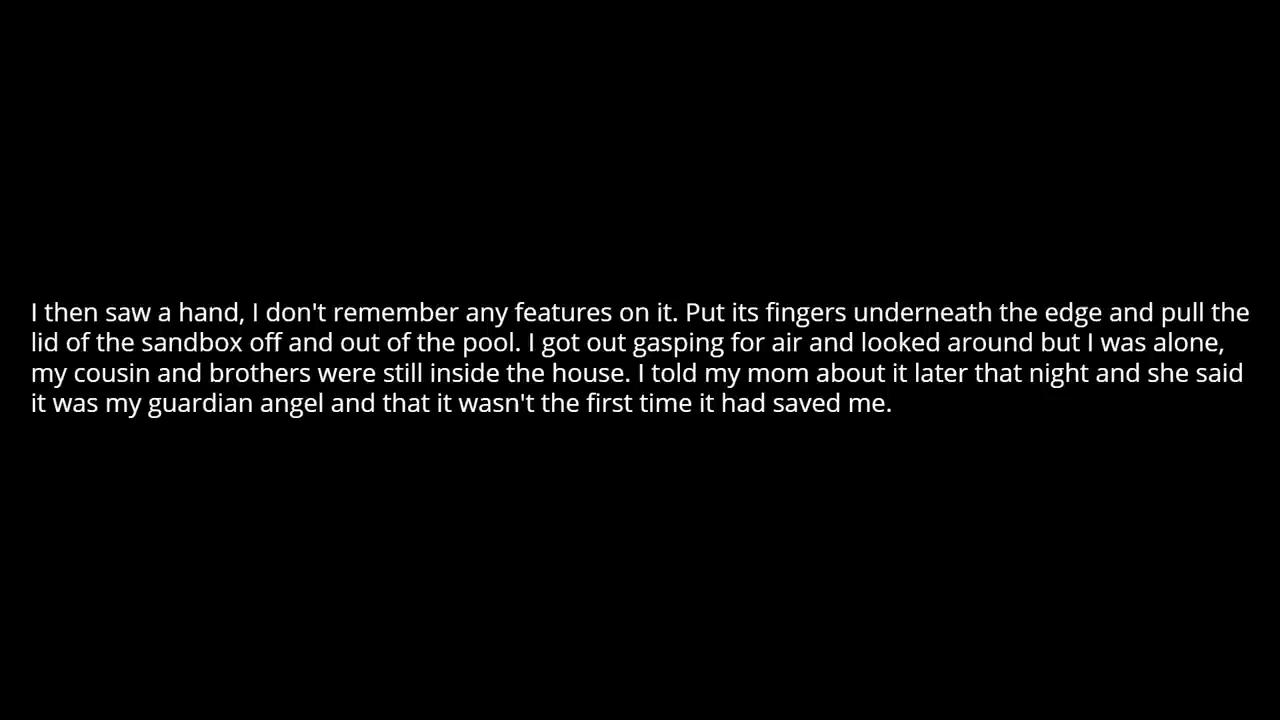 I then saw a hand, I don't remember any features on it. Put its fingers underneath the edge and pull the
lid of the sandbox off and out of the pool. I got out gasping for air and looked around but I was alone,
my cousin and brothers were still inside the house. I told my mom about it later that night and she said
it was my guardian angel and that it wasn't the first time it had saved me.